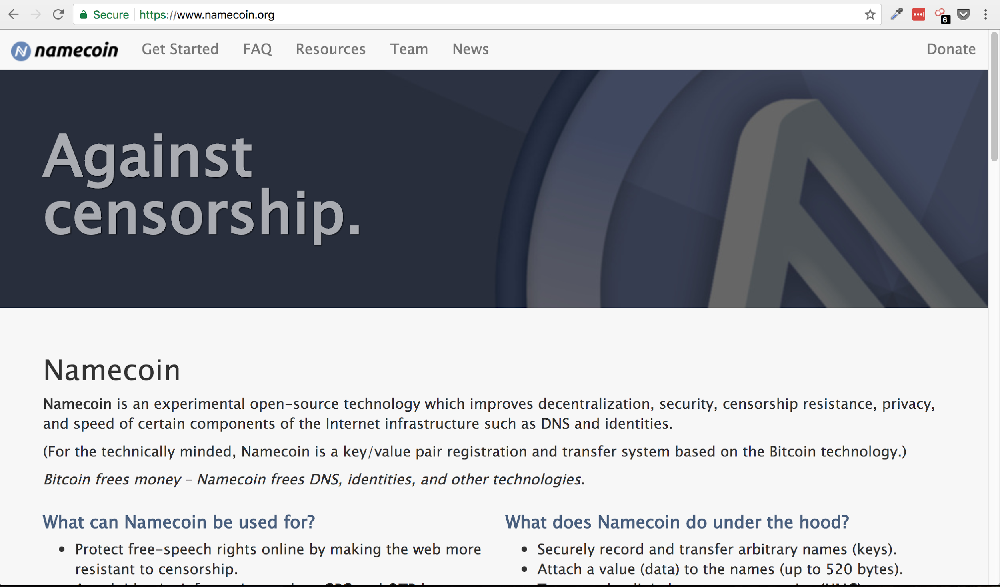 Secure https://www.namecoin.org
6
namecoin Get Started FAQ Resources Team News Donate
Against
censorship.
Namecoin
Namecoin is an experimental open-source technology which improves decentralization, security, censorship resistance, privacy,
and speed of certain components of the Internet infrastructure such as DNS and identities.
(For the technically minded, Namecoin is a key/value pair registration and transfer system based on the Bitcoin technology.)
Bitcoin frees money – Namecoin frees DNS, identities, and other technologies.
What can Namecoin be used for?
• Protect free-speech rights online by making the web more
resistant to censorship.
What does Namecoin do under the hood?
• Securely record and transfer arbitrary names (keys).
• Attach a value (data) to the names (up to 520 bytes).